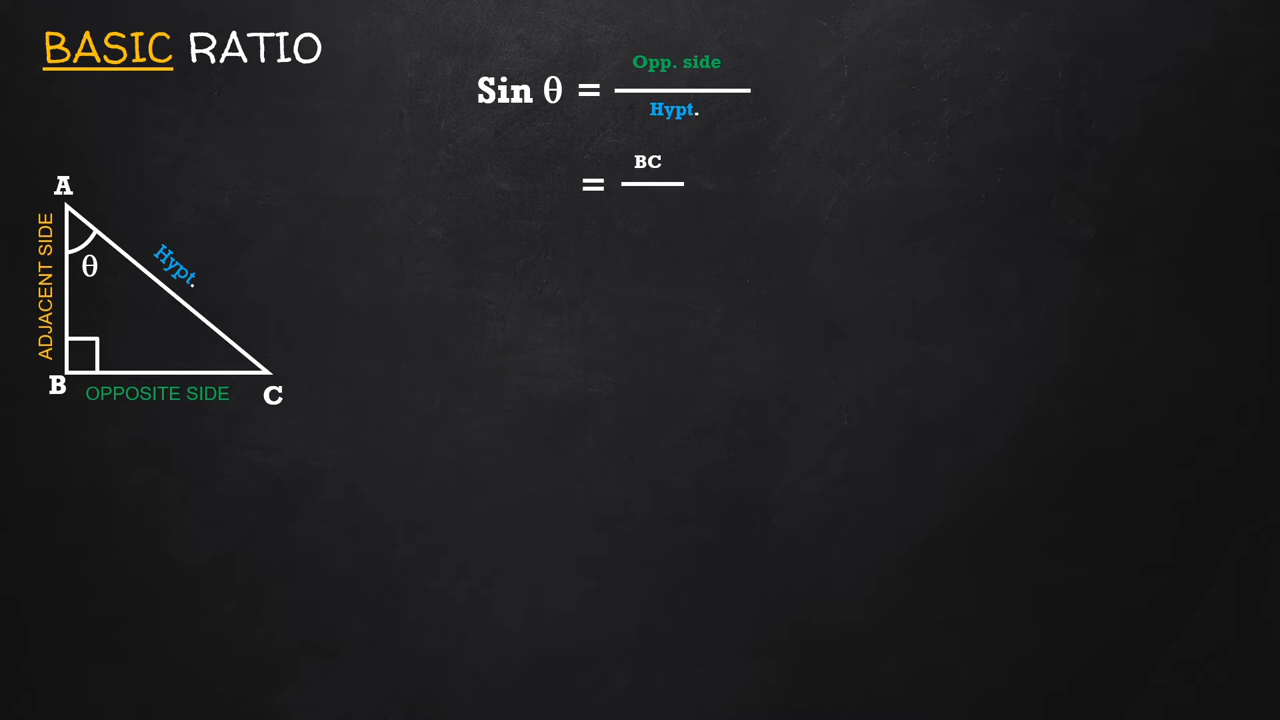 BASIC RATIO
Opp. side
Sin θ =
Hypt.
BC
=
A
ADJACENT SIDE
θ
Hypt.
B
OPPOSITE SIDE
C